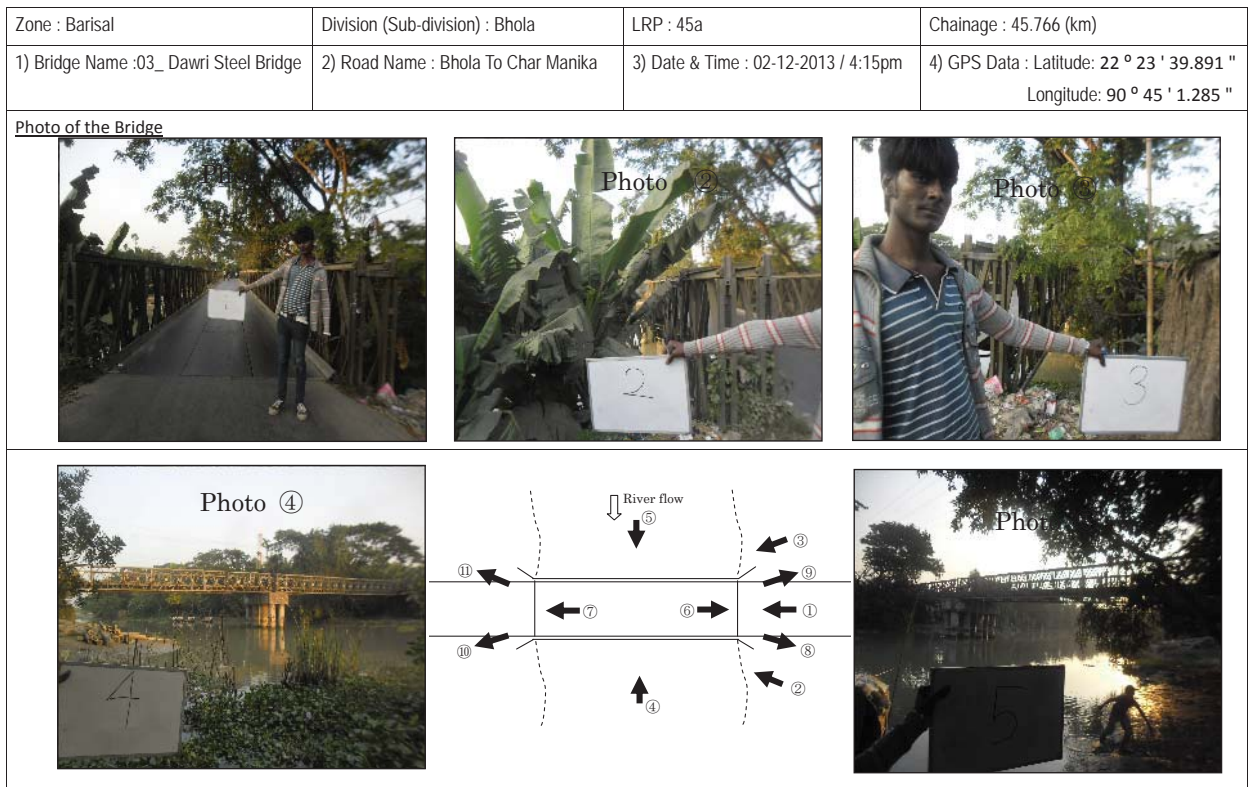 Zone : Barisal
Division (Sub-division) : Bhola
LRP : 45a
Chainage : 45.766 (km)
1) Bridge Name :03_ Dawri Steel Bridge
2) Road Name : Bhola To Char Manika
3) Date & Time : 02-12-2013 / 4:15pm
4) GPS Data : Latitude: 22 º 23 ' 39.891 "
Longitude: 90 º 45 ' 1.285 "
Photo of the Bridge
1
Photo ②
2
Photo ③
3
Photo ④
4
River flow
⑤
③
⑪
⑨
⑦
⑥
①
⑩
⑧
②
④
5